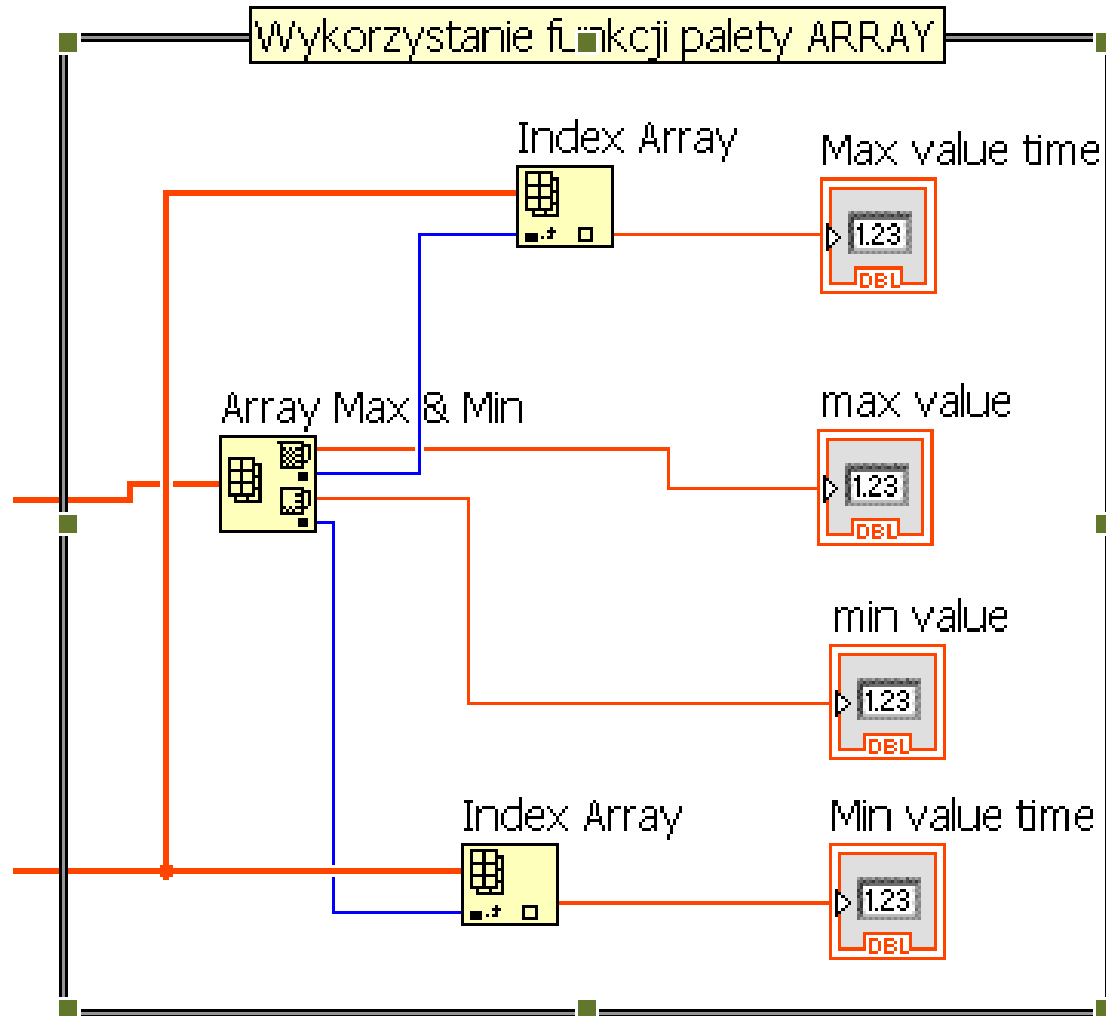 Wykorzystanie funkcji palety ARRAY
Index Array
Max value time
1.23
DBL
Array Max & Min
max value
1.23
DBL
min value
1.23
DBL
Index Array
Min value time
1.23
DBL